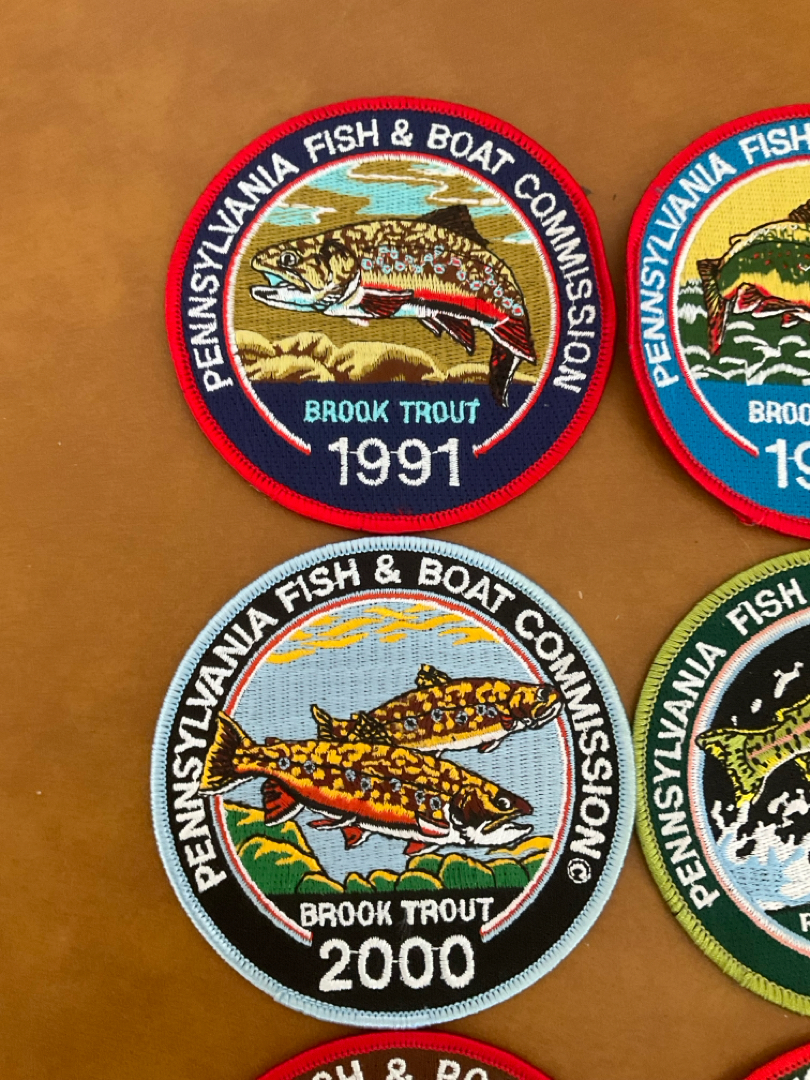 PENNSYLVANIA FISH & BOAT COMMISSION
BROOK TROUT
1991
PENNSYLVANIA FISH
PENNSYLVANIA FISH & BOAT COMMISSION ©
BROOK TROUT
2000
PENNSYLVANIA FISH